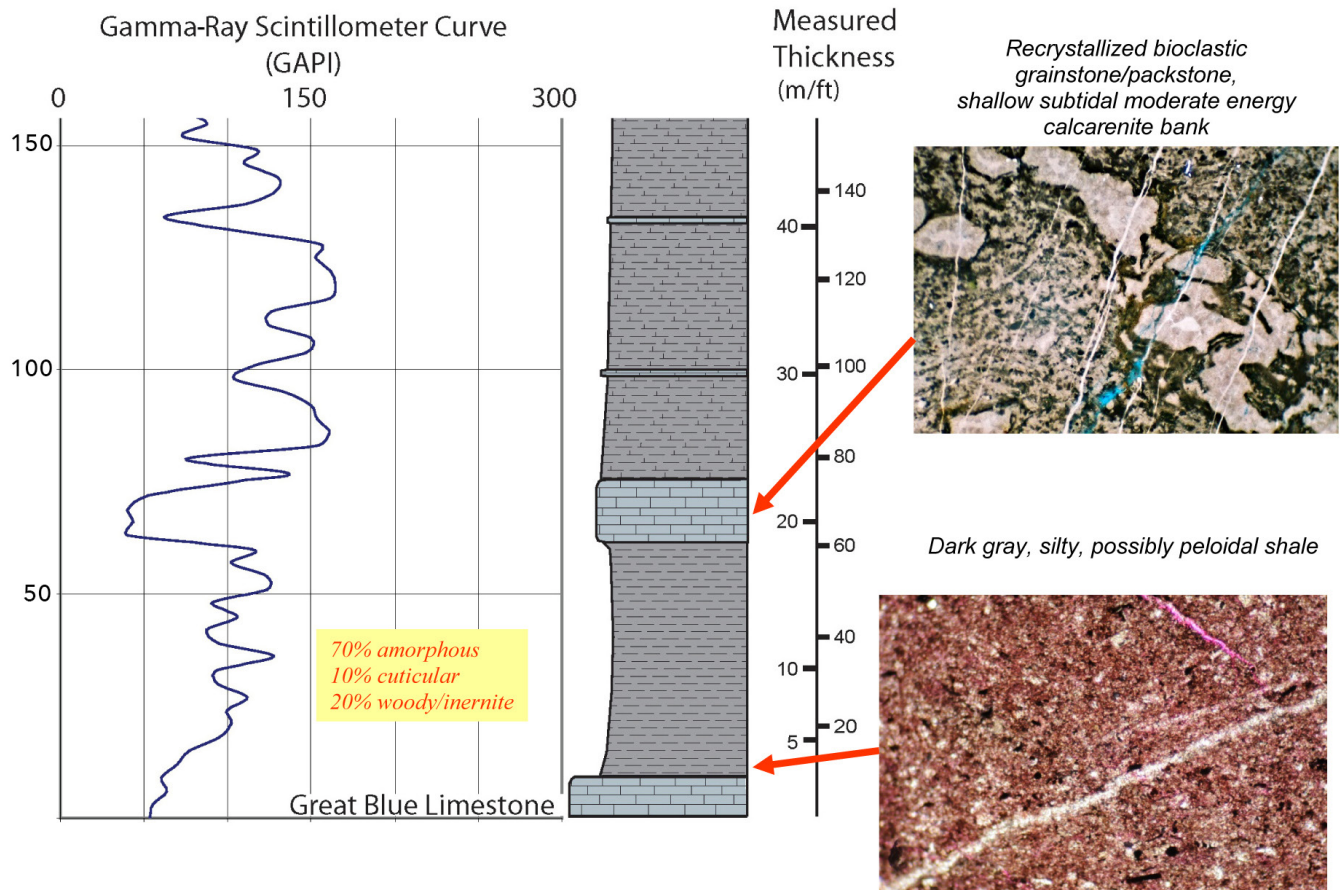 Gamma-Ray Scintillometer Curve
(GAPI)
0 150 300
150
100
50
70% amorphous
10% cuticular
20% woody/inernite
Great Blue Limestone
Measured
Thickness
(m/ft)
140
40
120
100
30
80
20
60
40
10
20
5
Recrystallized bioclastic
grainstone/packstone,
shallow subtidal moderate energy
calcarenite bank
Dark gray, silty, possibly peloidal shale